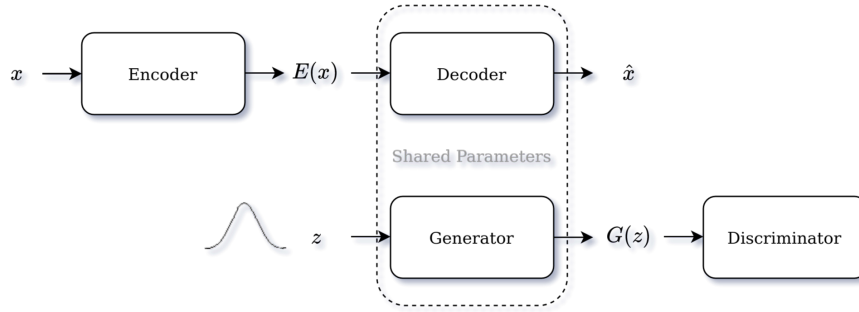 x Encoder E(x) Decoder x̂
Shared Parameters
z Generator G(z) Discriminator